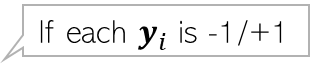 If each 𝒚ᵢ is -1/+1